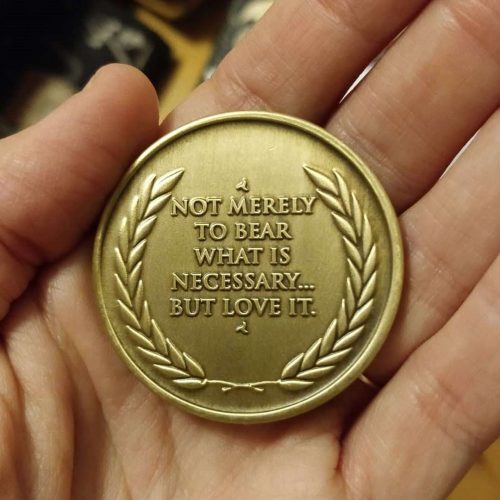 NOT MERELY
TO BEAR
WHAT IS
NECESSARY...
BUT LOVE IT.